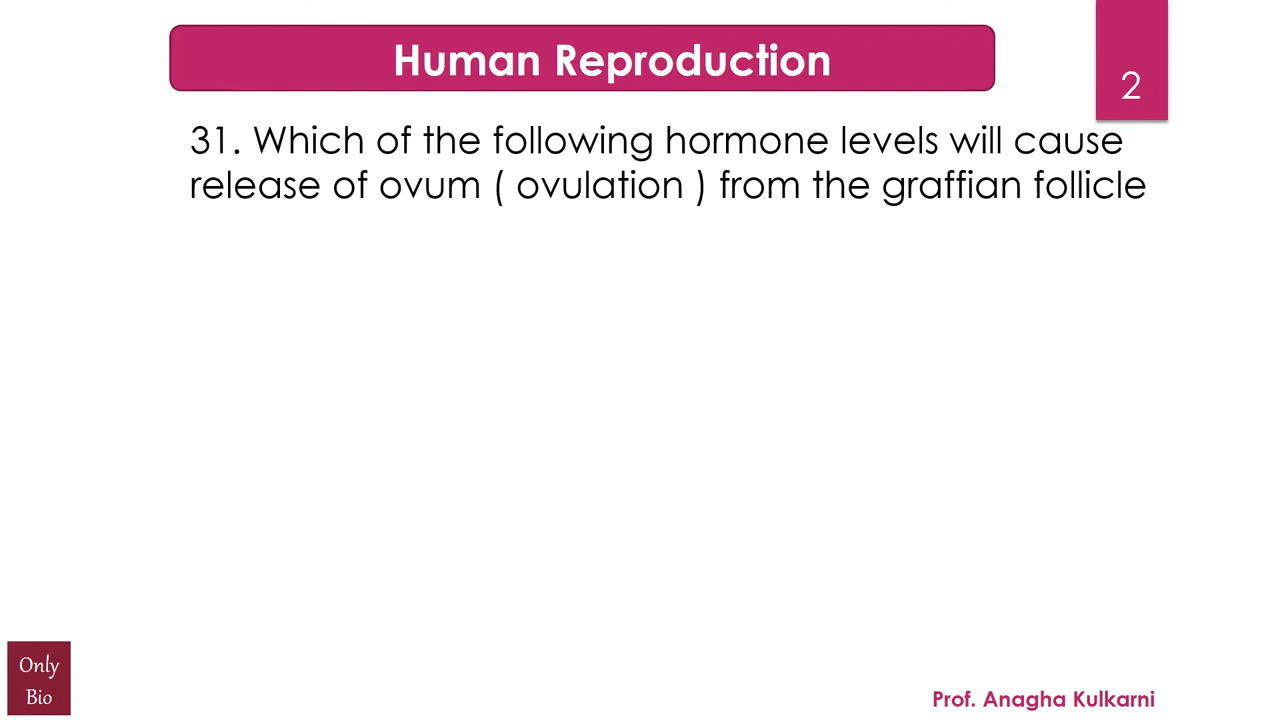 Human Reproduction
2
31. Which of the following hormone levels will cause
release of ovum ( ovulation ) from the graffian follicle
Only
Bio
Prof. Anagha Kulkarni